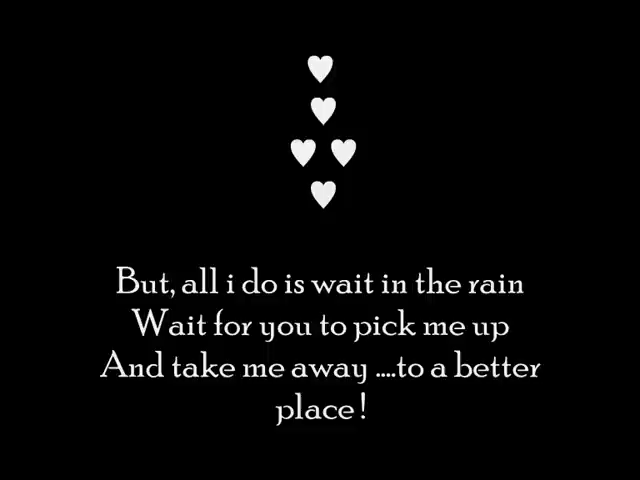 But, all i do is wait in the rain
Wait for you to pick me up
And take me away ....to a better
place!